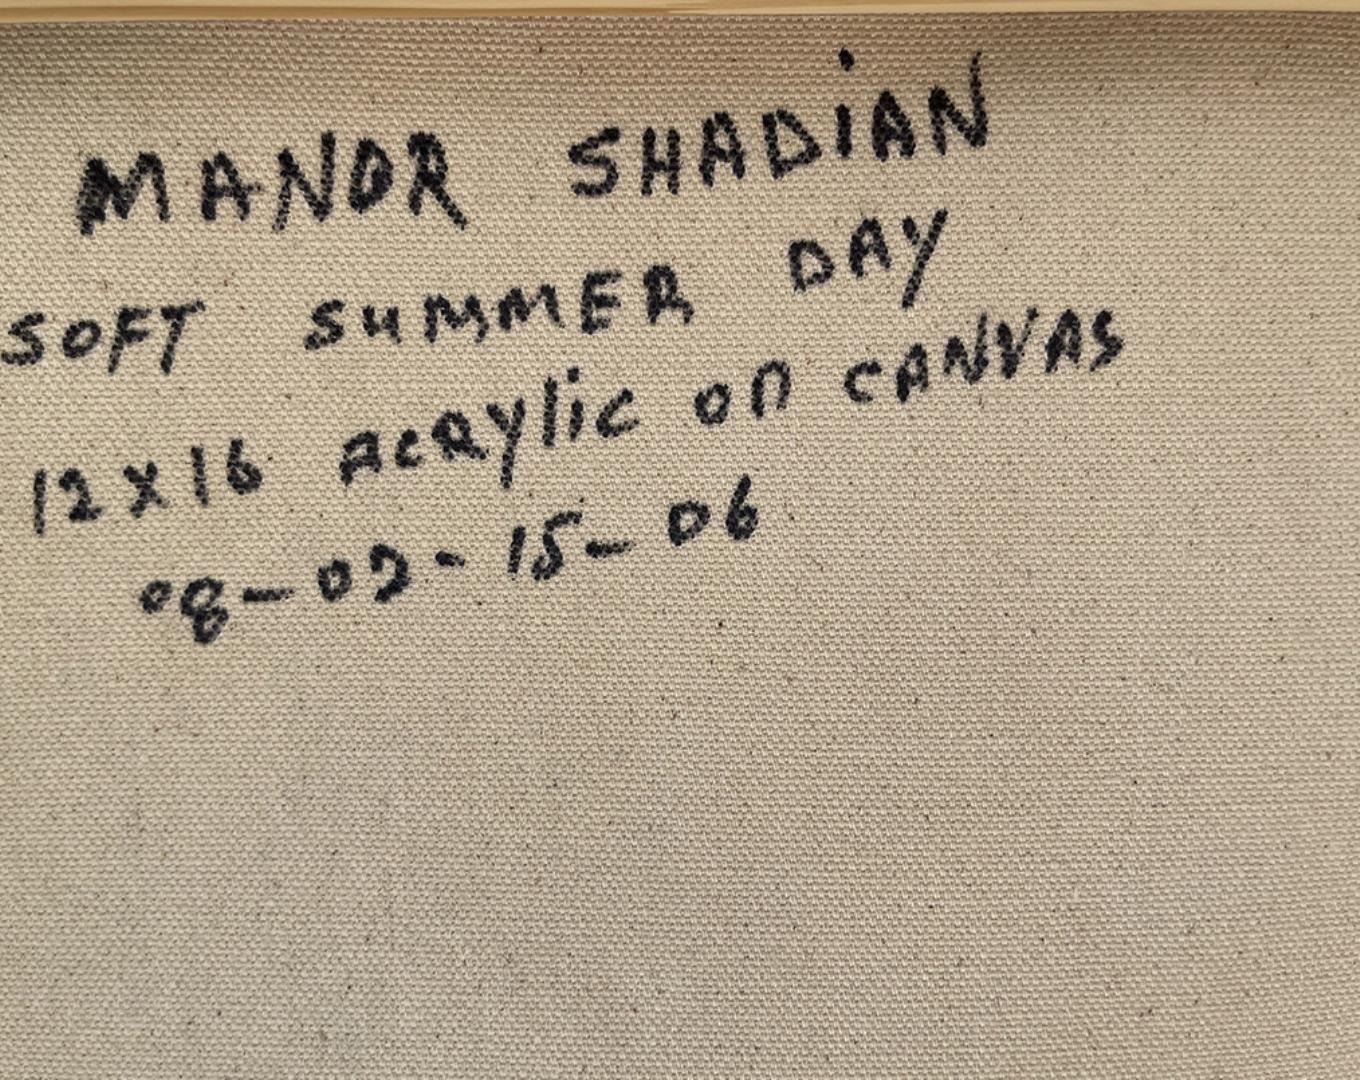 MANOR SHADiAN
SOFT SUMMER DAY
12X16 ACRYlic on CANVAS
08-02-15-06